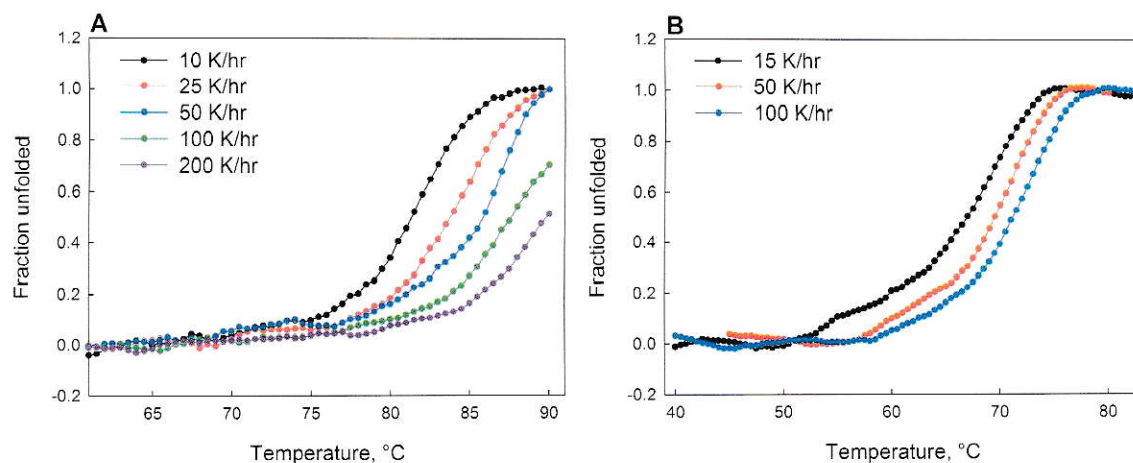 A
1.2
1.0
0.8
0.6
0.4
0.2
0.0
-0.2
Fraction unfolded
10 K/hr
25 K/hr
50 K/hr
100 K/hr
200 K/hr
65 70 75 80 85 90
Temperature, °C
B
1.2
1.0
0.8
0.6
0.4
0.2
0.0
-0.2
Fraction unfolded
15 K/hr
50 K/hr
100 K/hr
40 50 60 70 80
Temperature, °C